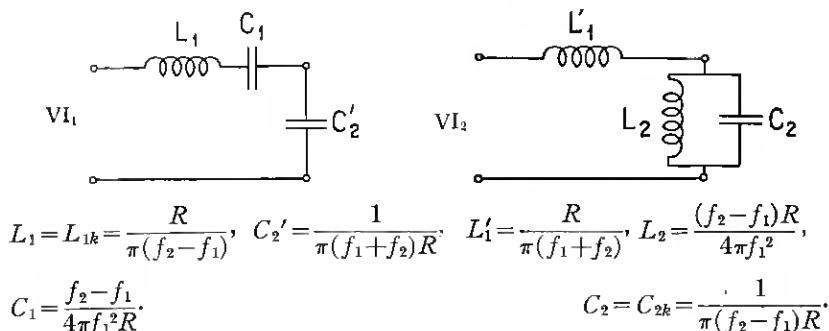 L₁ C₁ L′₁
VI₁ C₂′ VI₂ L₂ C₂
L₁ = L₁ₖ = R/(π(f₂−f₁)), C₂′ = 1/(π(f₁+f₂)R), L₁′ = R/(π(f₁+f₂)), L₂ = (f₂−f₁)R/(4πf₁²),
C₁ = (f₂−f₁)/(4πf₁²R). C₂ = C₂ₖ = 1/(π(f₂−f₁)R).